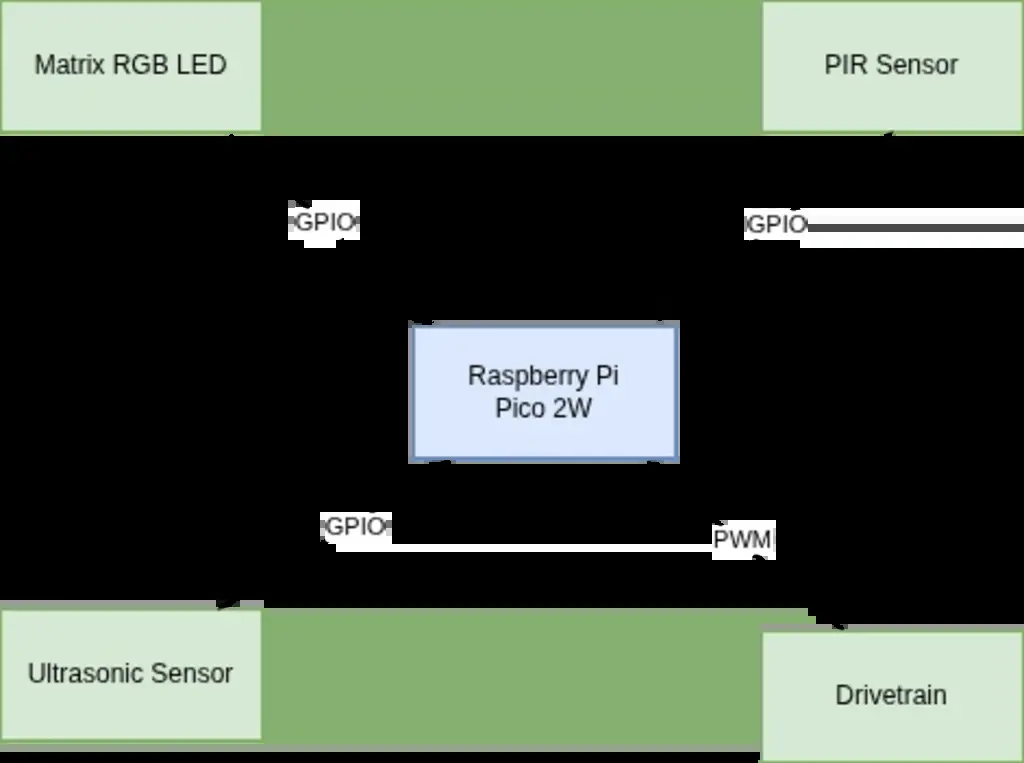 Matrix RGB LED
PIR Sensor
GPIO
GPIO
Raspberry Pi
Pico 2W
GPIO
PWM
Ultrasonic Sensor
Drivetrain